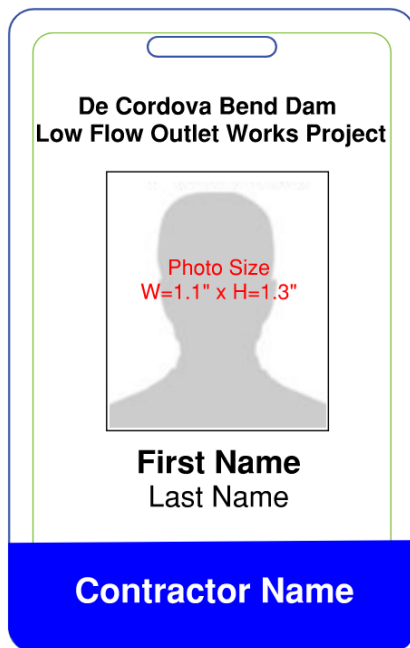 De Cordova Bend Dam
Low Flow Outlet Works Project
Photo Size
W=1.1" x H=1.3"
First Name
Last Name
Contractor Name